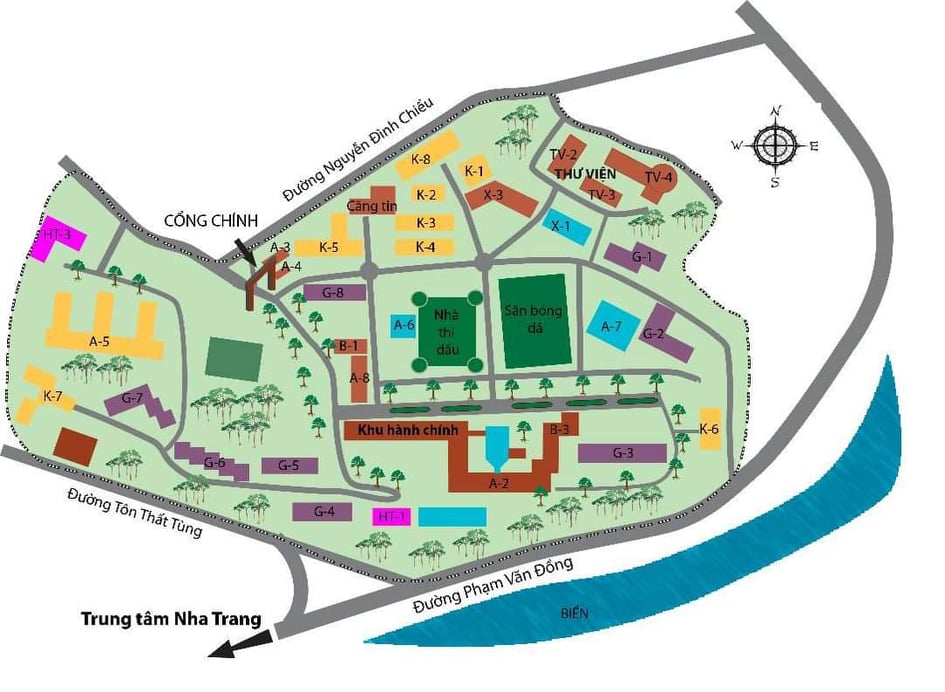 N
W
E
S
Đường Nguyễn Đình Chiểu
K-8
K-1
TV-2
THƯ VIỆN
TV-4
TV-3
K-2
X-3
Căng tin
CỔNG CHÍNH
K-3
X-1
HT-3
A-3
K-5
K-4
A-4
G-1
G-8
A-6
Nhà
thi
đấu
Sân bóng
đá
A-7
G-2
A-5
B-1
A-8
K-7
G-7
Khu hành chính
B-3
K-6
G-6
G-5
G-3
A-2
G-4
HT-1
Đường Tôn Thất Tùng
Đường Phạm Văn Đồng
BIỂN
Trung tâm Nha Trang